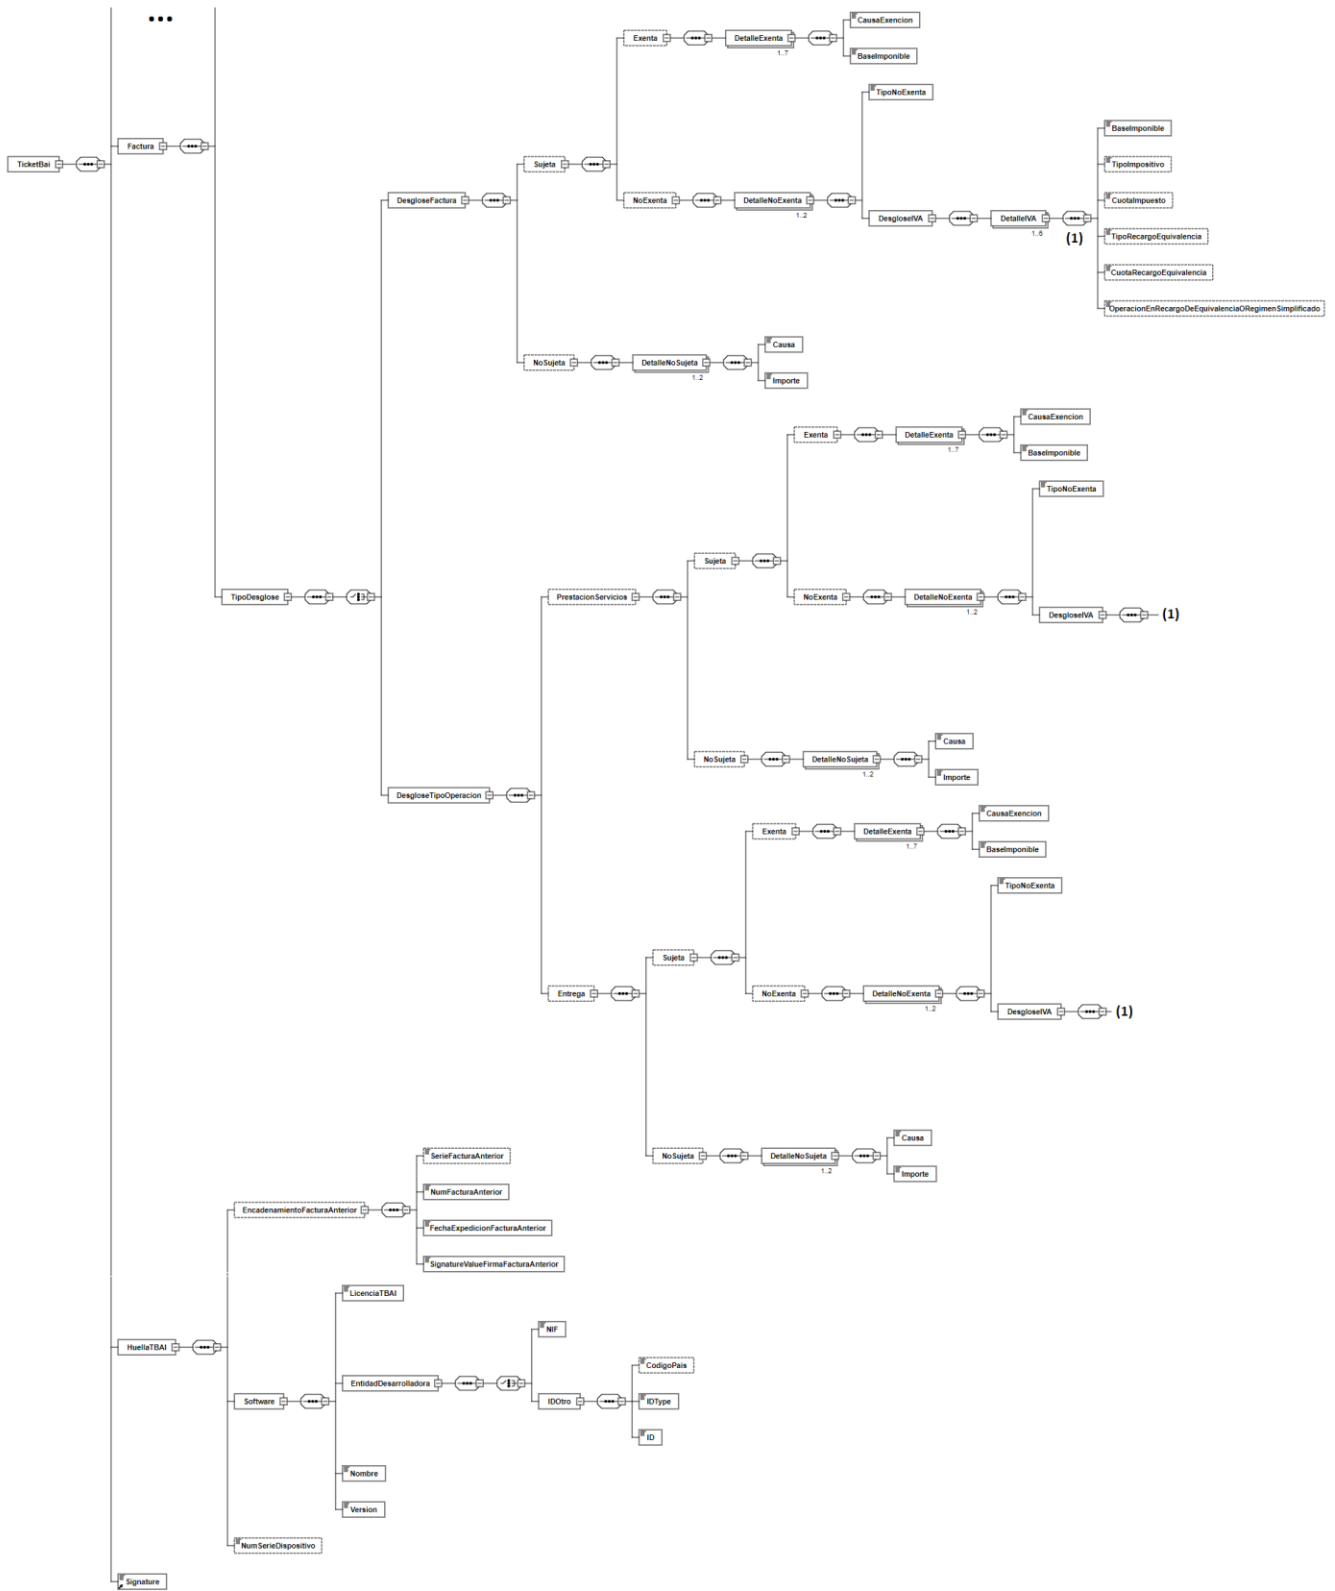 •••
CausaExencion
Exenta
DetalleExenta
1..7
BaseImponible
TipoNoExenta
BaseImponible
Factura
TicketBai
Sujeta
TipoImpositivo
DesgloseFactura
NoExenta
DetalleNoExenta
1..2
CuotaImpuesto
DesgloseIVA
DetalleIVA
1..6
(1)
TipoRecargoEquivalencia
CuotaRecargoEquivalencia
OperacionEnRecargoDeEquivalenciaORegimenSimplificado
Causa
NoSujeta
DetalleNoSujeta
1..2
Importe
CausaExencion
Exenta
DetalleExenta
1..7
BaseImponible
TipoNoExenta
Sujeta
TipoDesglose
PrestacionServicios
NoExenta
DetalleNoExenta
1..2
DesgloseIVA
(1)
Causa
NoSujeta
DetalleNoSujeta
1..2
Importe
DesgloseTipoOperacion
CausaExencion
Exenta
DetalleExenta
1..7
BaseImponible
TipoNoExenta
Sujeta
Entrega
NoExenta
DetalleNoExenta
1..2
DesgloseIVA
(1)
Causa
NoSujeta
DetalleNoSujeta
1..2
Importe
SerieFacturaAnterior
NumFacturaAnterior
EncadenamientoFacturaAnterior
FechaExpedicionFacturaAnterior
SignatureValueFirmaFacturaAnterior
LicenciaTBAI
NIF
HuellaTBAI
CodigoPais
EntidadDesarrolladora
Software
IDOtro
IDType
ID
Nombre
Version
NumSerieDispositivo
Signature